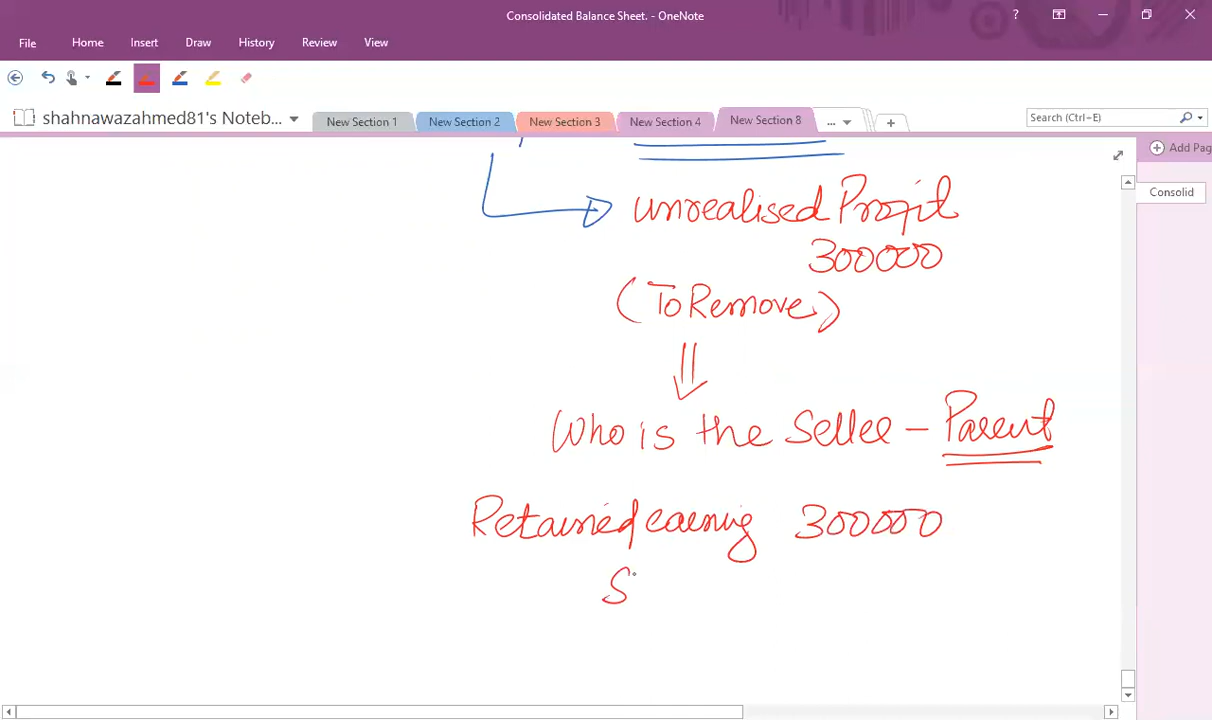 Consolidated Balance Sheet. - OneNote
?
File Home Insert Draw History Review View
shahnawazahmed81's Noteb... New Section 1 New Section 2 New Section 3 New Section 4 New Section 8 ... Search (Ctrl+E)
Add Pag
Consolid
unrealised Profit
300000
(To Remove)
Who is the Seller - Parent
Retained earning 300000
S